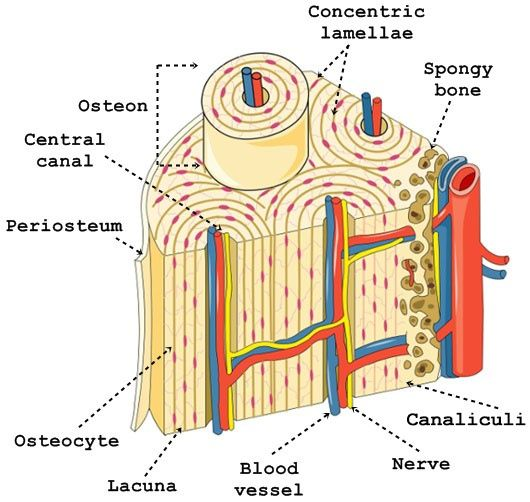 Concentric
lamellae
Spongy
bone
Osteon
Central
canal
Periosteum
Osteocyte
Lacuna
Blood
vessel
Nerve
Canaliculi